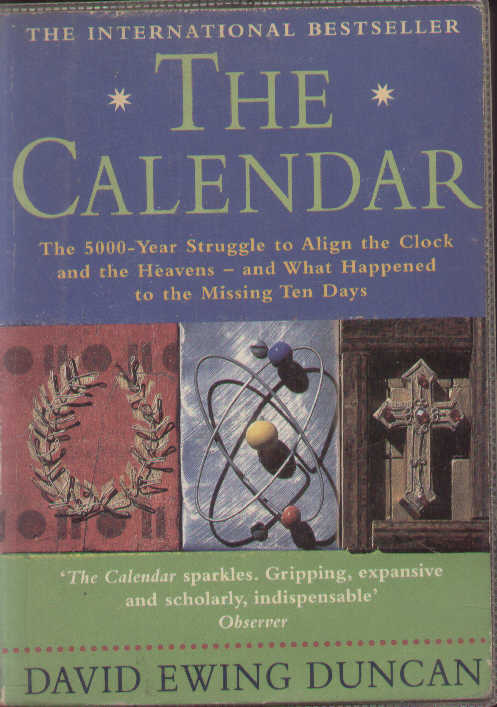 THE INTERNATIONAL BESTSELLER
THE
CALENDAR
The 5000-Year Struggle to Align the Clock
and the Heavens – and What Happened
to the Missing Ten Days
‘The Calendar sparkles. Gripping, expansive
and scholarly, indispensable’
Observer
DAVID EWING DUNCAN